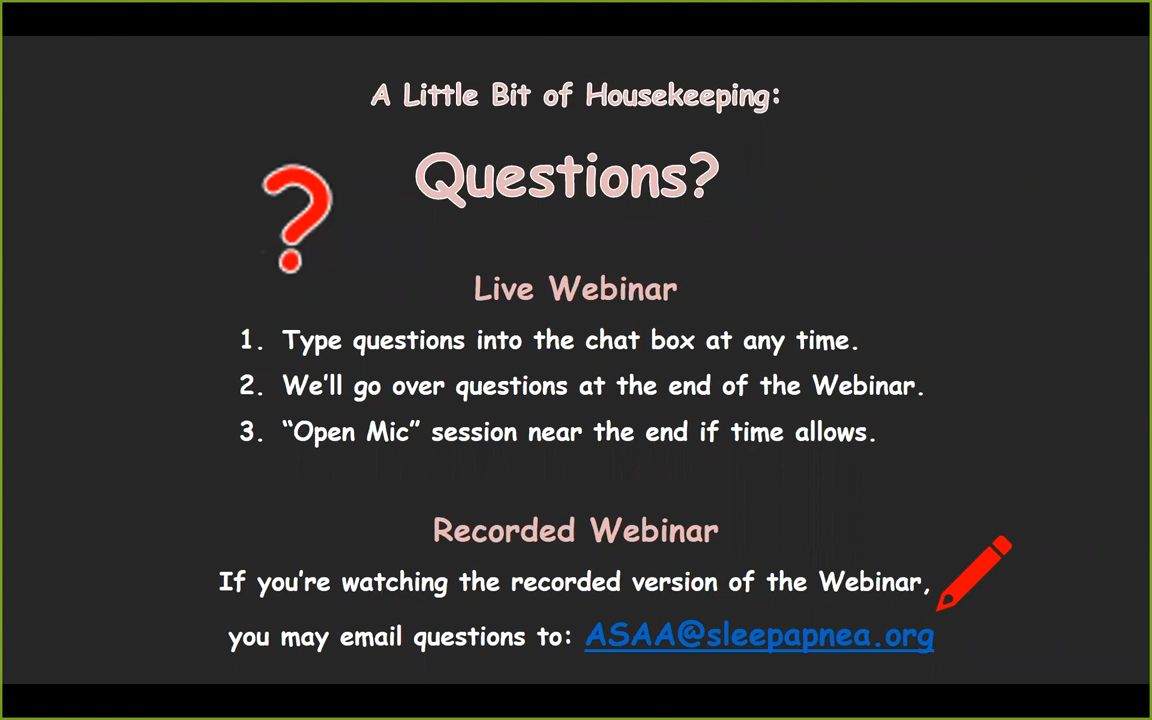 A Little Bit of Housekeeping:
Questions?
?
Live Webinar
1. Type questions into the chat box at any time.
2. We’ll go over questions at the end of the Webinar.
3. “Open Mic” session near the end if time allows.
Recorded Webinar
If you’re watching the recorded version of the Webinar,
you may email questions to: ASAA@sleepapnea.org